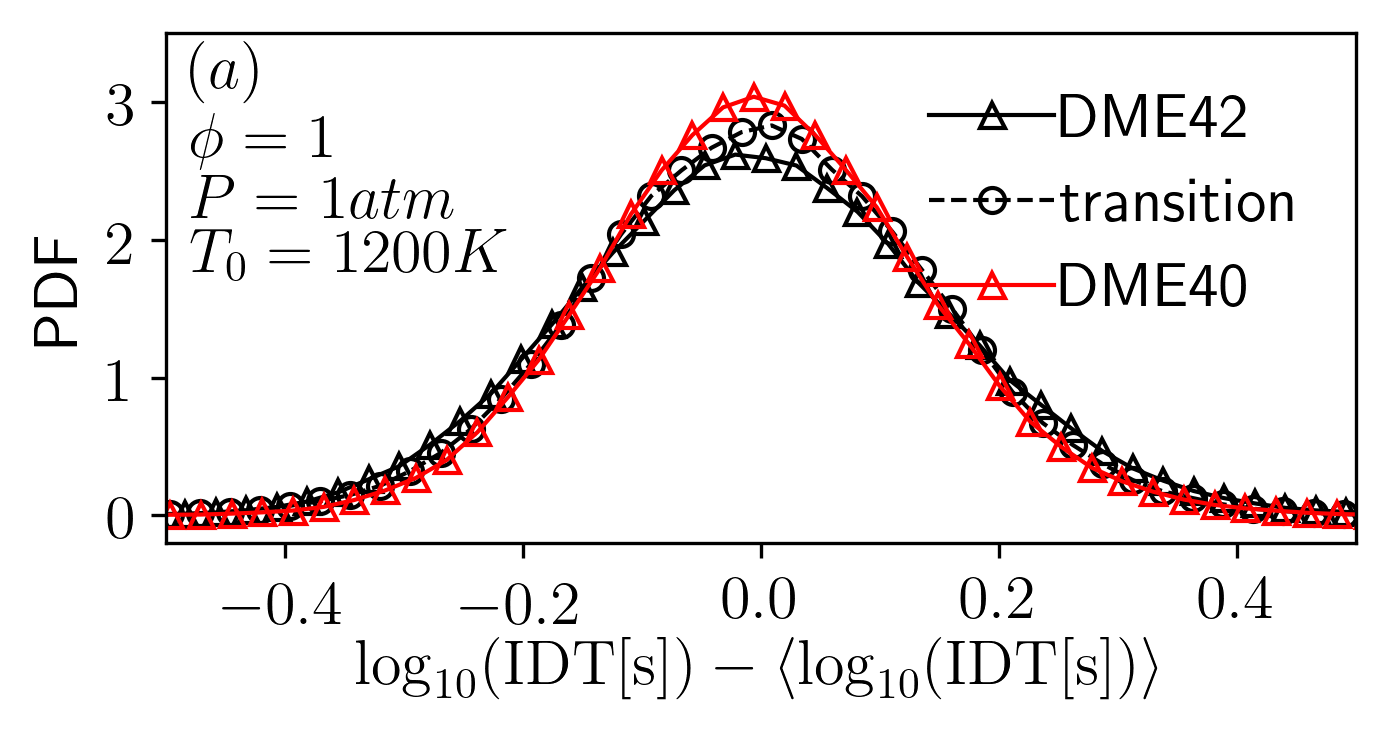 (a)
ϕ = 1
P = 1atm
T₀ = 1200K
DME42
transition
DME40
PDF
3
2
1
0
−0.4 −0.2 0.0 0.2 0.4
log₁₀(IDT[s]) − ⟨log₁₀(IDT[s])⟩